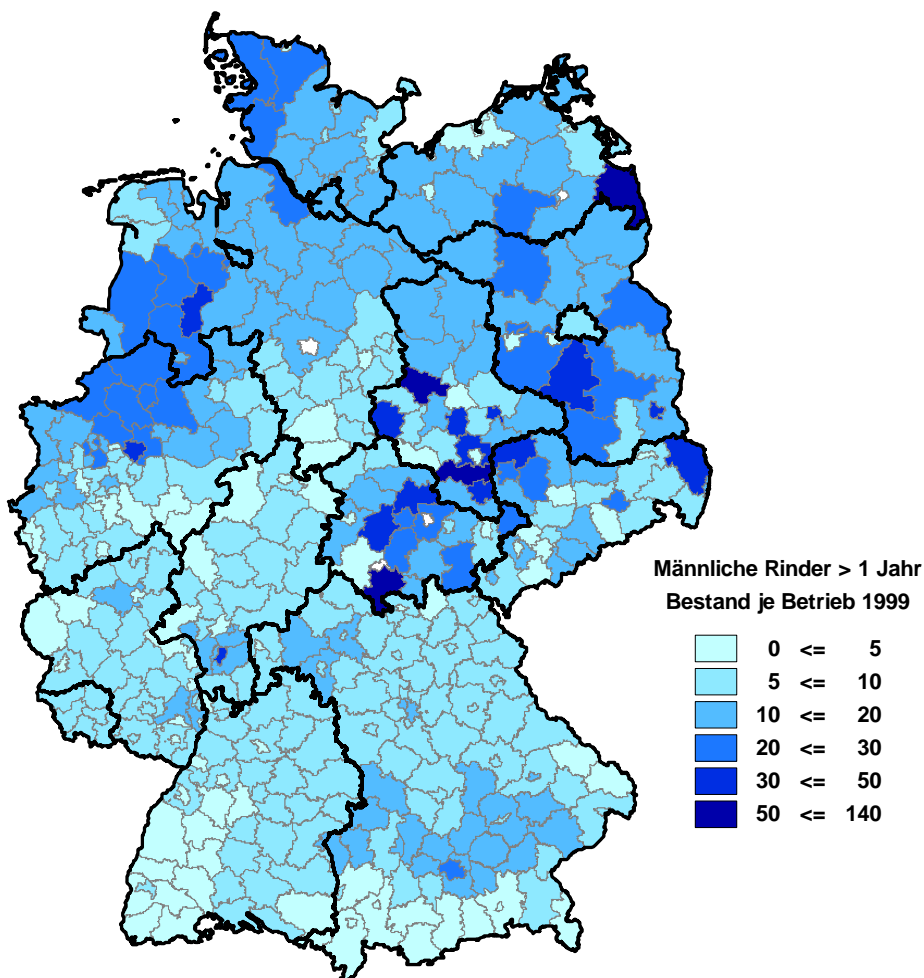 Männliche Rinder > 1 Jahr
Bestand je Betrieb 1999
0 <= 5
5 <= 10
10 <= 20
20 <= 30
30 <= 50
50 <= 140